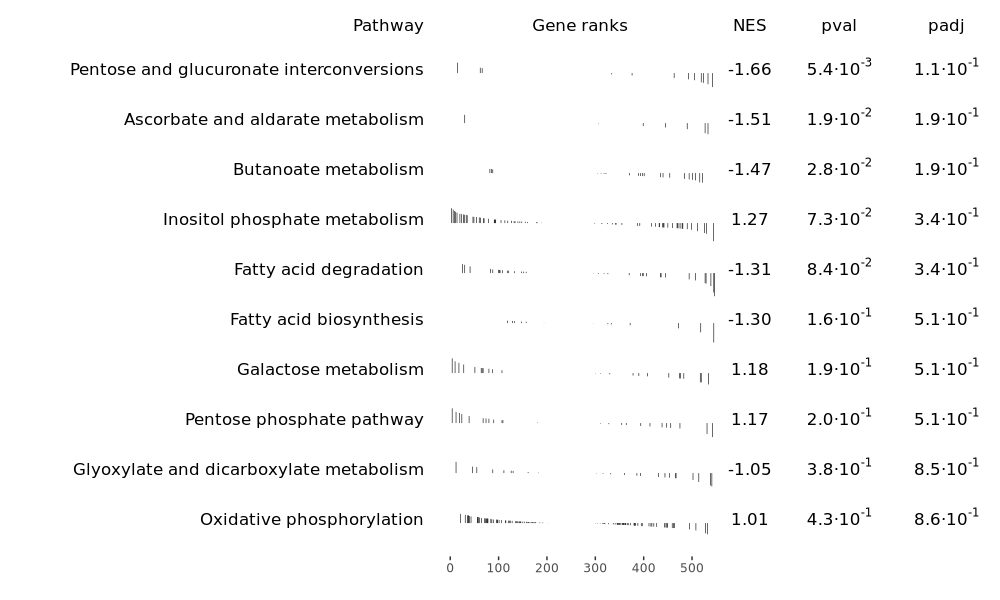 Pathway Gene ranks NES pval padj
Pentose and glucuronate interconversions -1.66 5.4·10⁻³ 1.1·10⁻¹
Ascorbate and aldarate metabolism -1.51 1.9·10⁻² 1.9·10⁻¹
Butanoate metabolism -1.47 2.8·10⁻² 1.9·10⁻¹
Inositol phosphate metabolism 1.27 7.3·10⁻² 3.4·10⁻¹
Fatty acid degradation -1.31 8.4·10⁻² 3.4·10⁻¹
Fatty acid biosynthesis -1.30 1.6·10⁻¹ 5.1·10⁻¹
Galactose metabolism 1.18 1.9·10⁻¹ 5.1·10⁻¹
Pentose phosphate pathway 1.17 2.0·10⁻¹ 5.1·10⁻¹
Glyoxylate and dicarboxylate metabolism -1.05 3.8·10⁻¹ 8.5·10⁻¹
Oxidative phosphorylation 1.01 4.3·10⁻¹ 8.6·10⁻¹
0 100 200 300 400 500